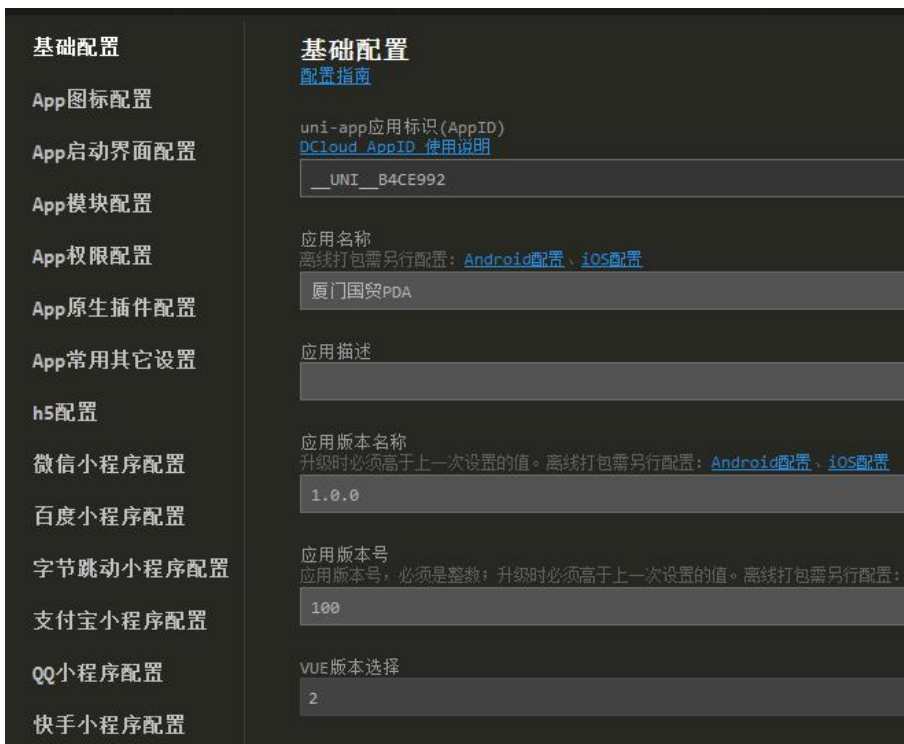 基础配置
App图标配置
App启动界面配置
App模块配置
App权限配置
App原生插件配置
App常用其它设置
h5配置
微信小程序配置
百度小程序配置
字节跳动小程序配置
支付宝小程序配置
QQ小程序配置
快手小程序配置
基础配置
配置指南
uni-app应用标识(AppID)
DCloud AppID 使用说明
__UNI__B4CE992
应用名称
离线打包需另行配置: Android配置、iOS配置
厦门国贸PDA
应用描述
应用版本名称
升级时必须高于上一次设置的值。离线打包需另行配置: Android配置、iOS配置
1.0.0
应用版本号
应用版本号，必须是整数；升级时必须高于上一次设置的值。离线打包需另行配置:
100
VUE版本选择
2